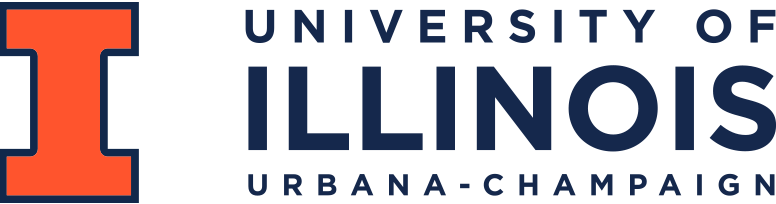 I
UNIVERSITY OF
ILLINOIS
URBANA-CHAMPAIGN